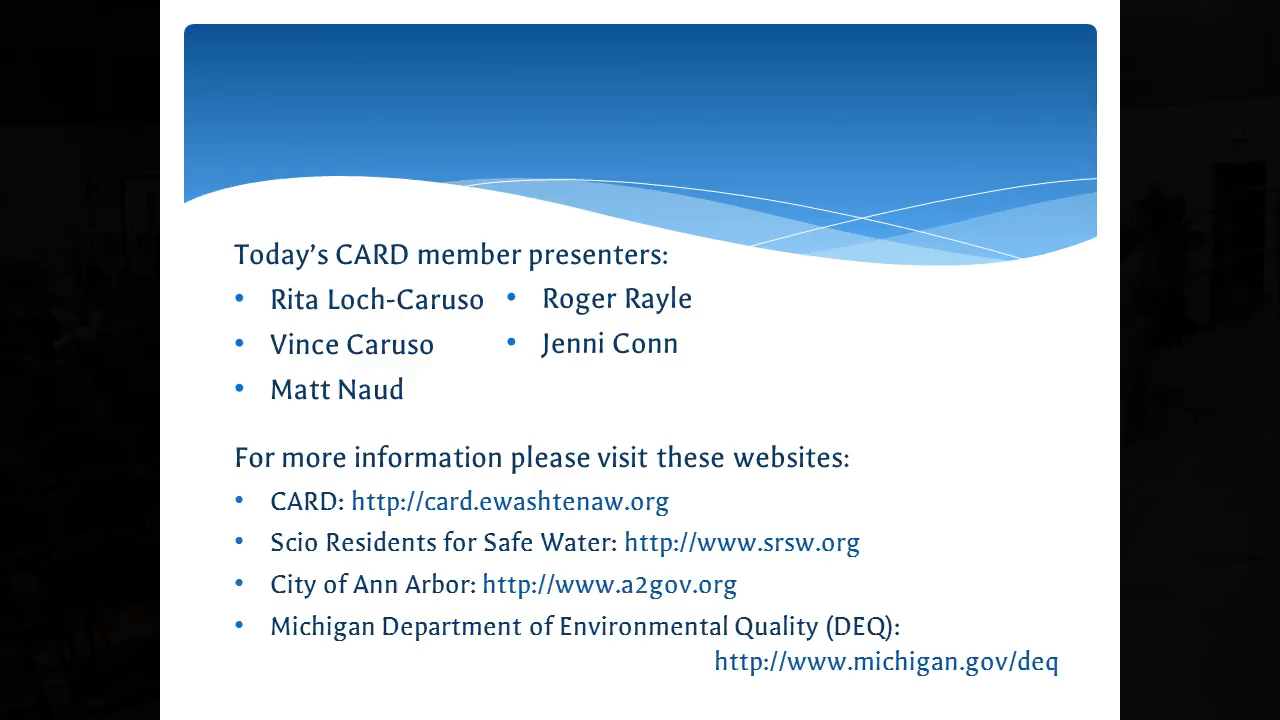 Today’s CARD member presenters:
• Rita Loch-Caruso • Roger Rayle
• Vince Caruso • Jenni Conn
• Matt Naud
For more information please visit these websites:
• CARD: http://card.ewashtenaw.org
• Scio Residents for Safe Water: http://www.srsw.org
• City of Ann Arbor: http://www.a2gov.org
• Michigan Department of Environmental Quality (DEQ):
http://www.michigan.gov/deq